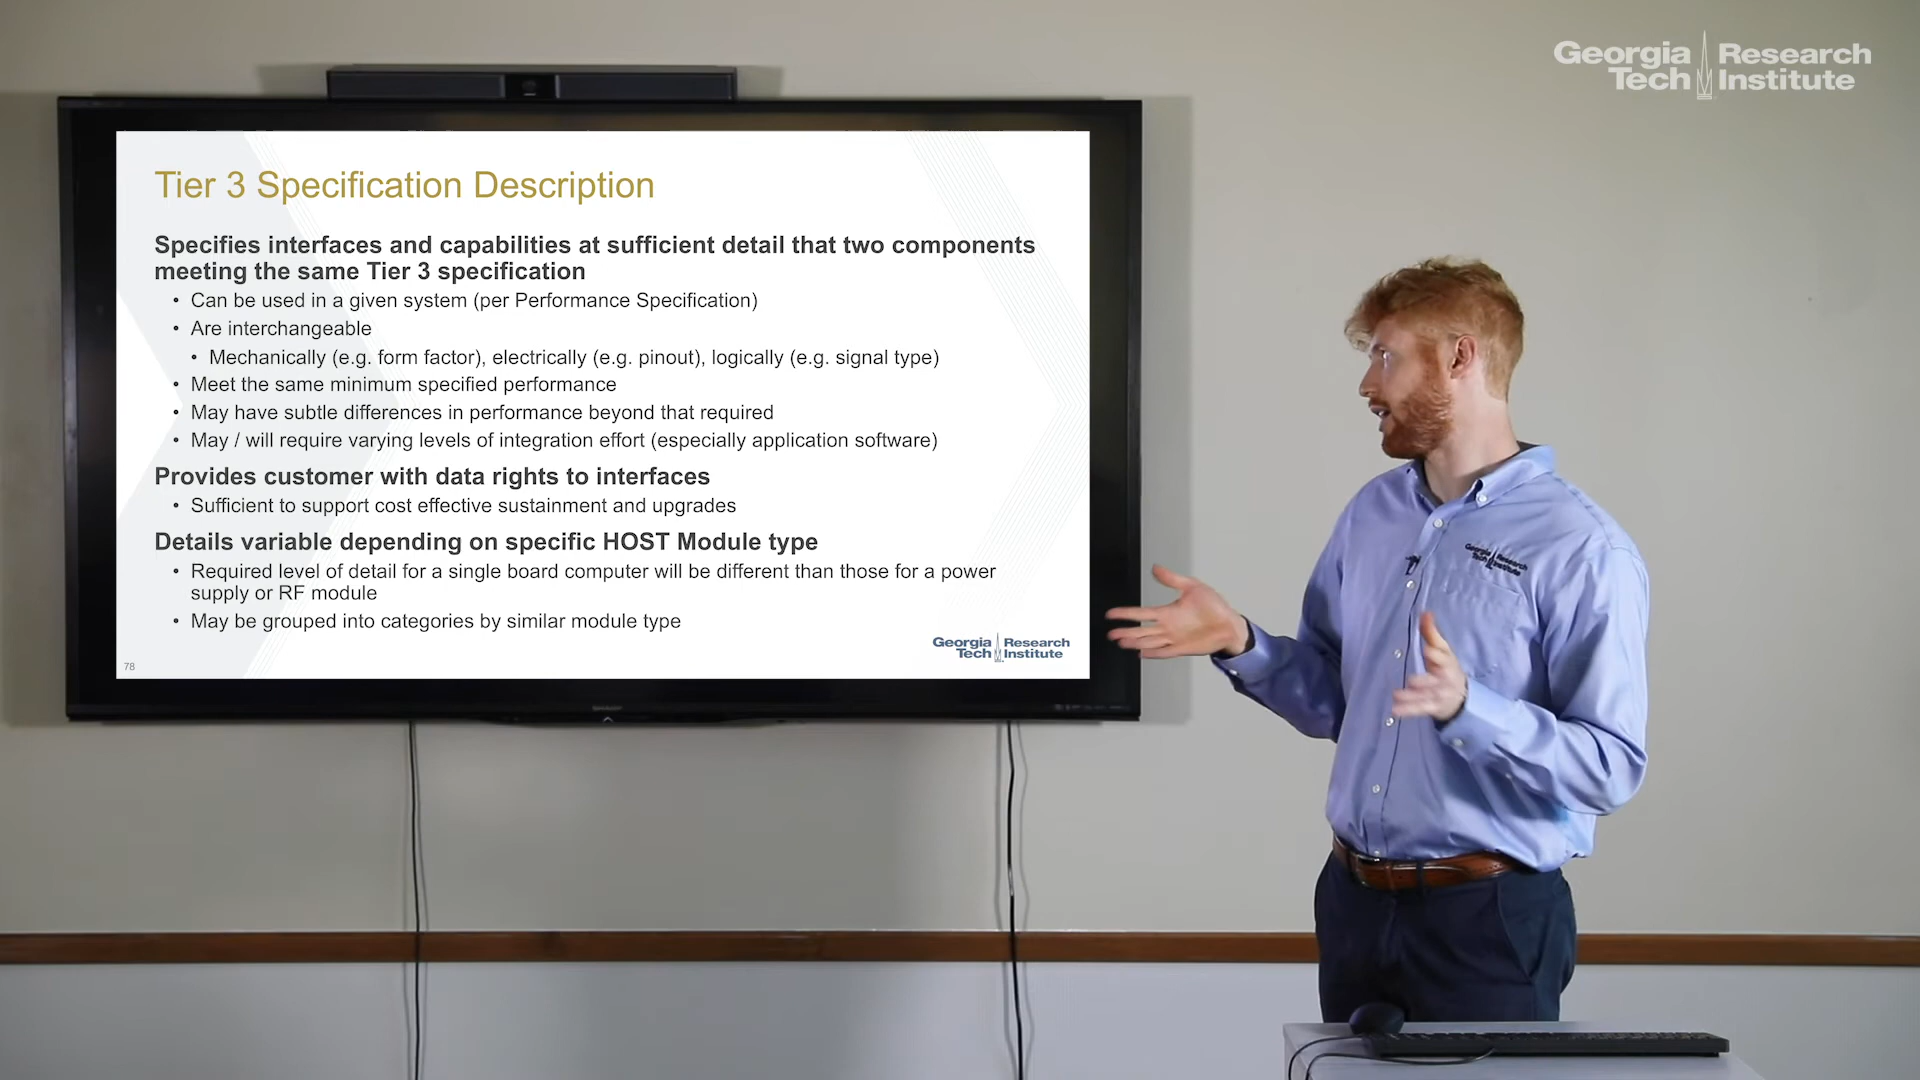 Georgia Research
Tech Institute
Tier 3 Specification Description
Specifies interfaces and capabilities at sufficient detail that two components
meeting the same Tier 3 specification
• Can be used in a given system (per Performance Specification)
• Are interchangeable
• Mechanically (e.g. form factor), electrically (e.g. pinout), logically (e.g. signal type)
• Meet the same minimum specified performance
• May have subtle differences in performance beyond that required
• May / will require varying levels of integration effort (especially application software)
Provides customer with data rights to interfaces
• Sufficient to support cost effective sustainment and upgrades
Details variable depending on specific HOST Module type
• Required level of detail for a single board computer will be different than those for a power
supply or RF module
• May be grouped into categories by similar module type
Georgia Research
Tech Institute
78
SHARP
Georgia Research
Tech Institute